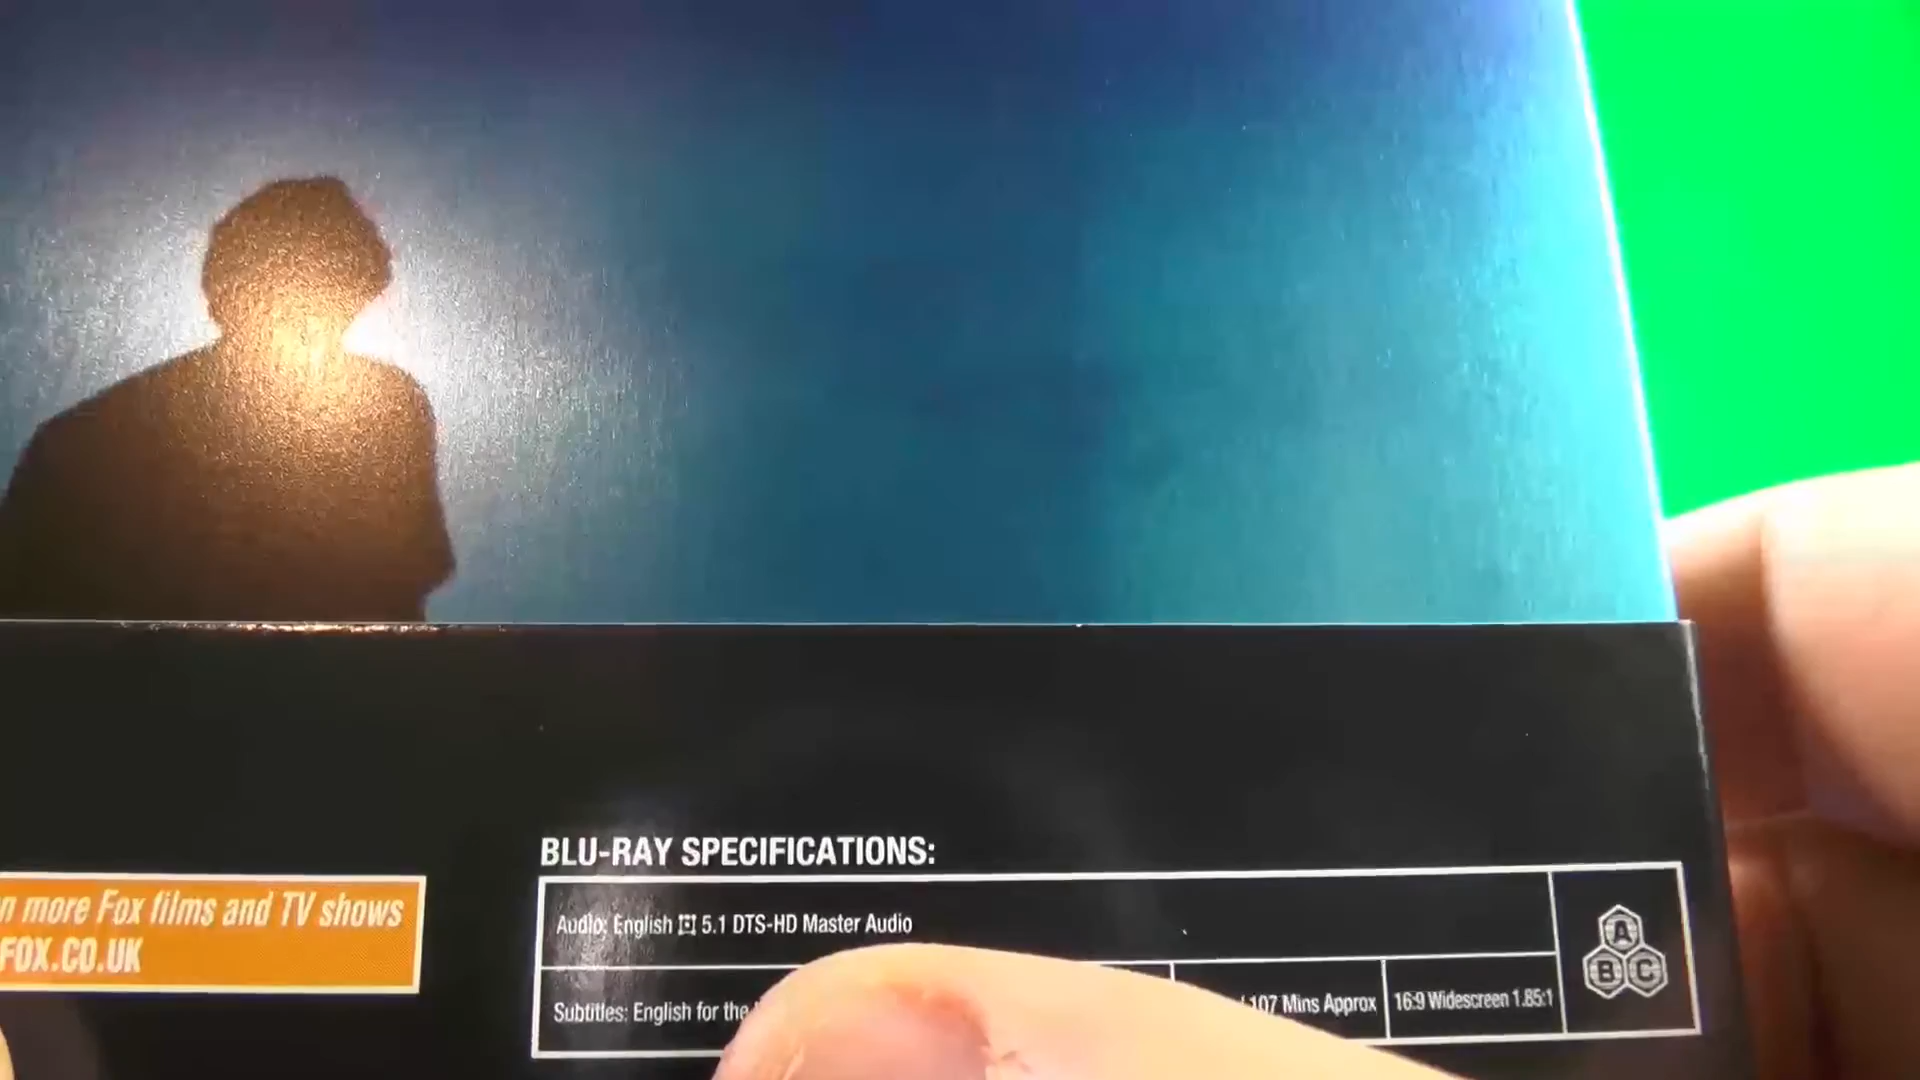 BLU-RAY SPECIFICATIONS:
n more Fox films and TV shows
FOX.CO.UK
Audio: English 5.1 DTS-HD Master Audio
Subtitles: English for the
107 Mins Approx
16:9 Widescreen 1.85:1
A
B C